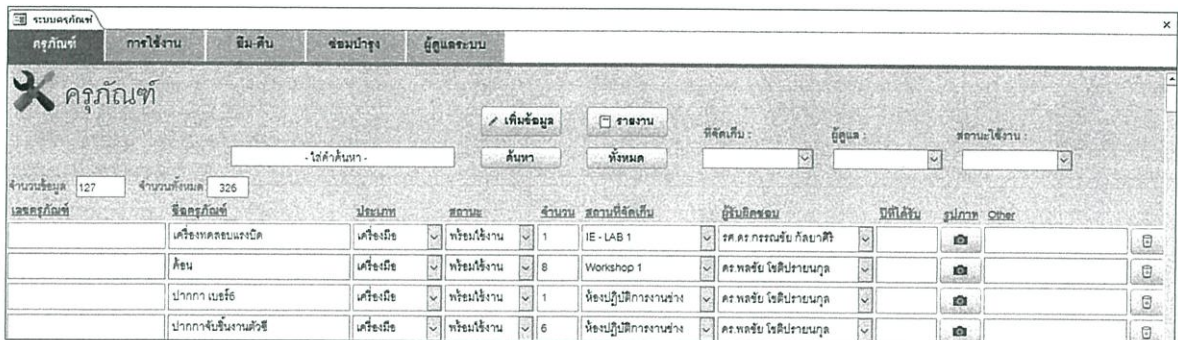 ระบบครุภัณฑ์
ครุภัณฑ์ การใช้งาน ยืม-คืน ซ่อมบำรุง ผู้ดูแลระบบ
ครุภัณฑ์
เพิ่มข้อมูล รายงาน
ที่จัดเก็บ : ผู้ดูแล : สถานะใช้งาน :
- ใส่คำค้นหา - ค้นหา ทั้งหมด
จำนวนข้อมูล 127 จำนวนทั้งหมด 326
เลขครุภัณฑ์ ชื่อครุภัณฑ์ ประเภท สถานะ จำนวน สถานที่จัดเก็บ ผู้รับผิดชอบ ปีที่ได้รับ รูปภาพ Other
เครื่องทดสอบแรงบิด เครื่องมือ พร้อมใช้งาน 1 IE - LAB 1 รศ.ดร.กรรณชัย กัลยาศิริ
ค้อน เครื่องมือ พร้อมใช้งาน 8 Workshop 1 ดร.พลชัย โชติปรายนกุล
ปากกา เบอร์6 เครื่องมือ พร้อมใช้งาน 1 ห้องปฏิบัติการงานช่าง ดร.พลชัย โชติปรายนกุล
ปากกาจับชิ้นงานตัวซี เครื่องมือ พร้อมใช้งาน 6 ห้องปฏิบัติการงานช่าง ดร.พลชัย โชติปรายนกุล